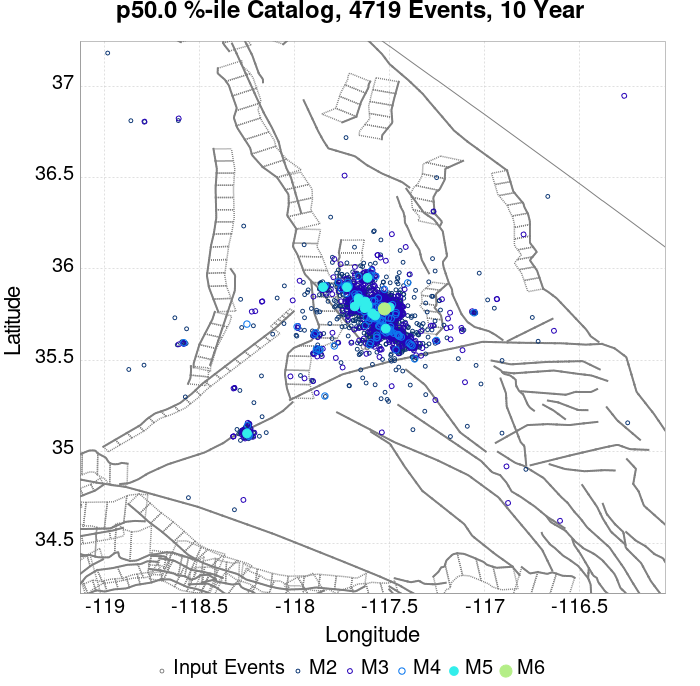 p50.0 %-ile Catalog, 4719 Events, 10 Year
37
36.5
36
35.5
35
34.5
Latitude
-119
-118.5
-118
-117.5
-117
-116.5
Longitude
Input Events
M2
M3
M4
M5
M6